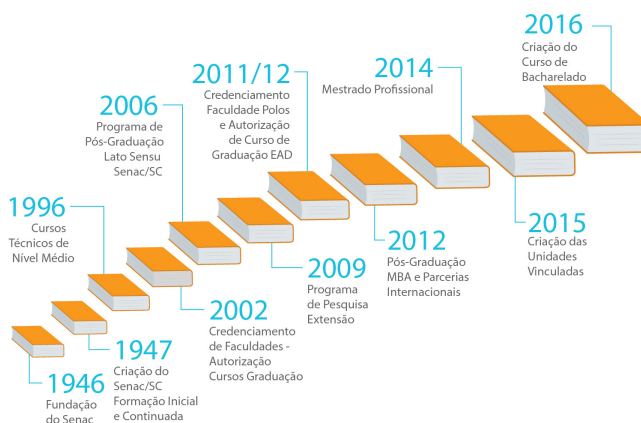 1946
Fundação
do Senac
1947
Criação do
Senac/SC
Formação Inicial
e Continuada
1996
Cursos
Técnicos de
Nível Médio
2002
Credenciamento
de Faculdades -
Autorização
Cursos Graduação
2006
Programa de
Pós-Graduação
Lato Sensu
Senac/SC
2009
Programa
de Pesquisa
Extensão
2011/12
Credenciamento
Faculdade Polos
e Autorização
de Curso de
Graduação EAD
2012
Pós-Graduação
MBA e Parcerias
Internacionais
2014
Mestrado Profissional
2015
Criação das
Unidades
Vinculadas
2016
Criação do
Curso de
Bacharelado